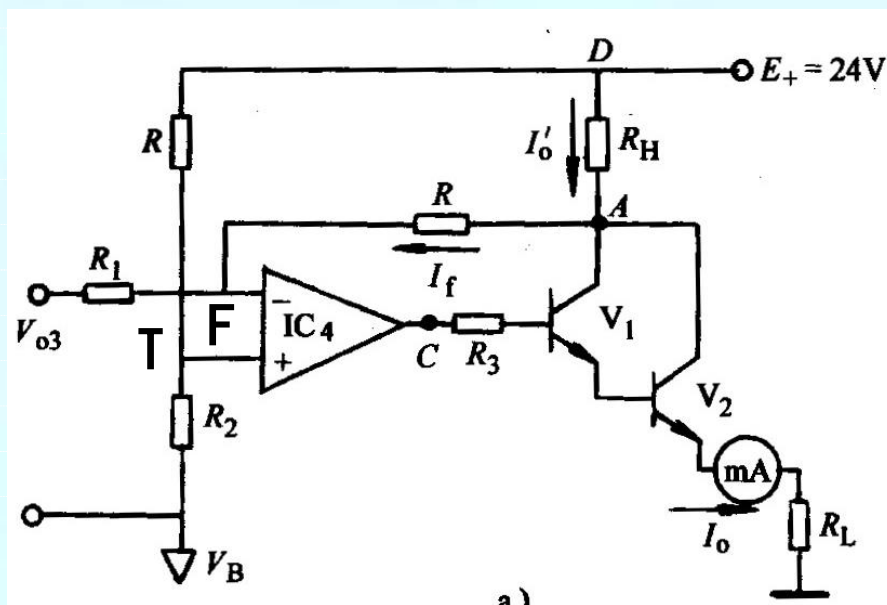 D
E+ = 24V
R
I'o
RH
R
A
If
R1
Vo3
T
F
−
IC4
+
C
R3
V1
V2
R2
mA
Io
RL
VB
a)